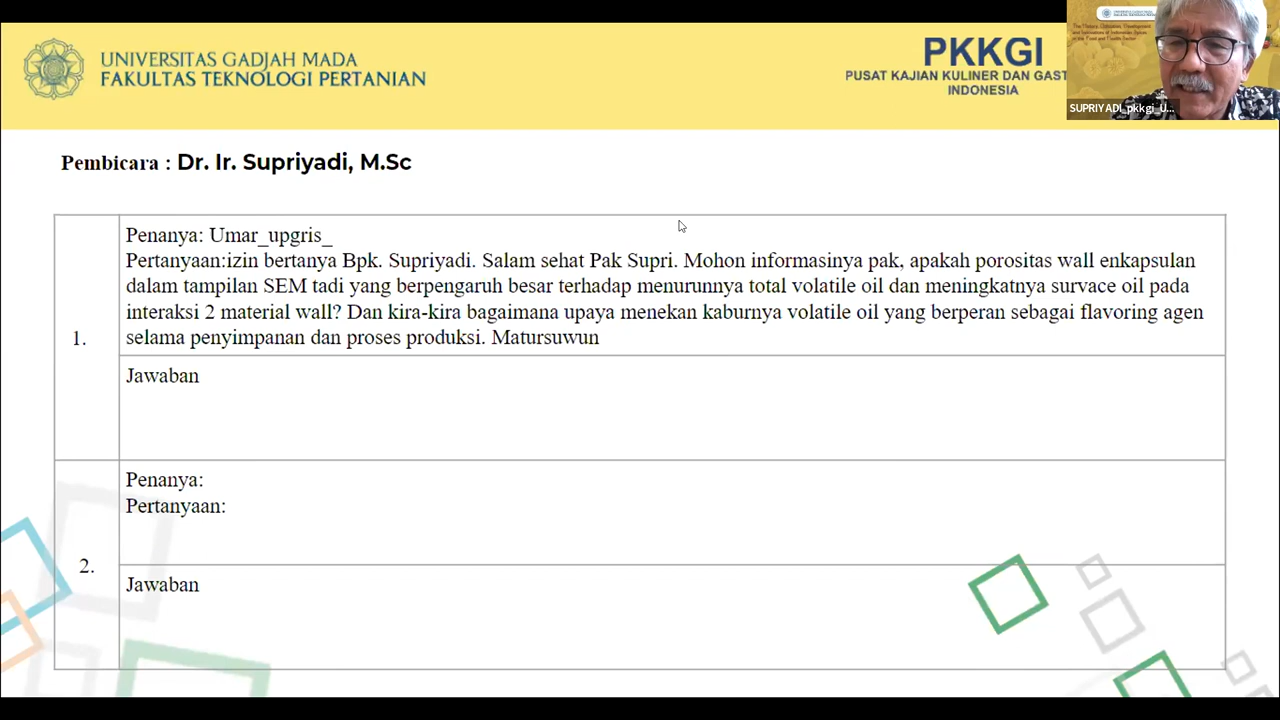 UNIVERSITAS GADJAH MADA
FAKULTAS TEKNOLOGI PERTANIAN
PKKGI
PUSAT KAJIAN KULINER DAN GAST
INDONESIA
SUPRIYADI_pkkgi_U...
Pembicara : Dr. Ir. Supriyadi, M.Sc
1.
Penanya: Umar_upgris_
Pertanyaan:izin bertanya Bpk. Supriyadi. Salam sehat Pak Supri. Mohon informasinya pak, apakah porositas wall enkapsulan
dalam tampilan SEM tadi yang berpengaruh besar terhadap menurunnya total volatile oil dan meningkatnya survace oil pada
interaksi 2 material wall? Dan kira-kira bagaimana upaya menekan kaburnya volatile oil yang berperan sebagai flavoring agen
selama penyimpanan dan proses produksi. Matursuwun
Jawaban
2.
Penanya:
Pertanyaan:
Jawaban